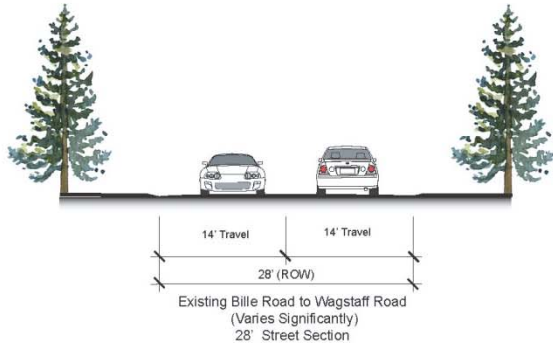 14' Travel 14' Travel
28' (ROW)
Existing Bille Road to Wagstaff Road
(Varies Significantly)
28' Street Section